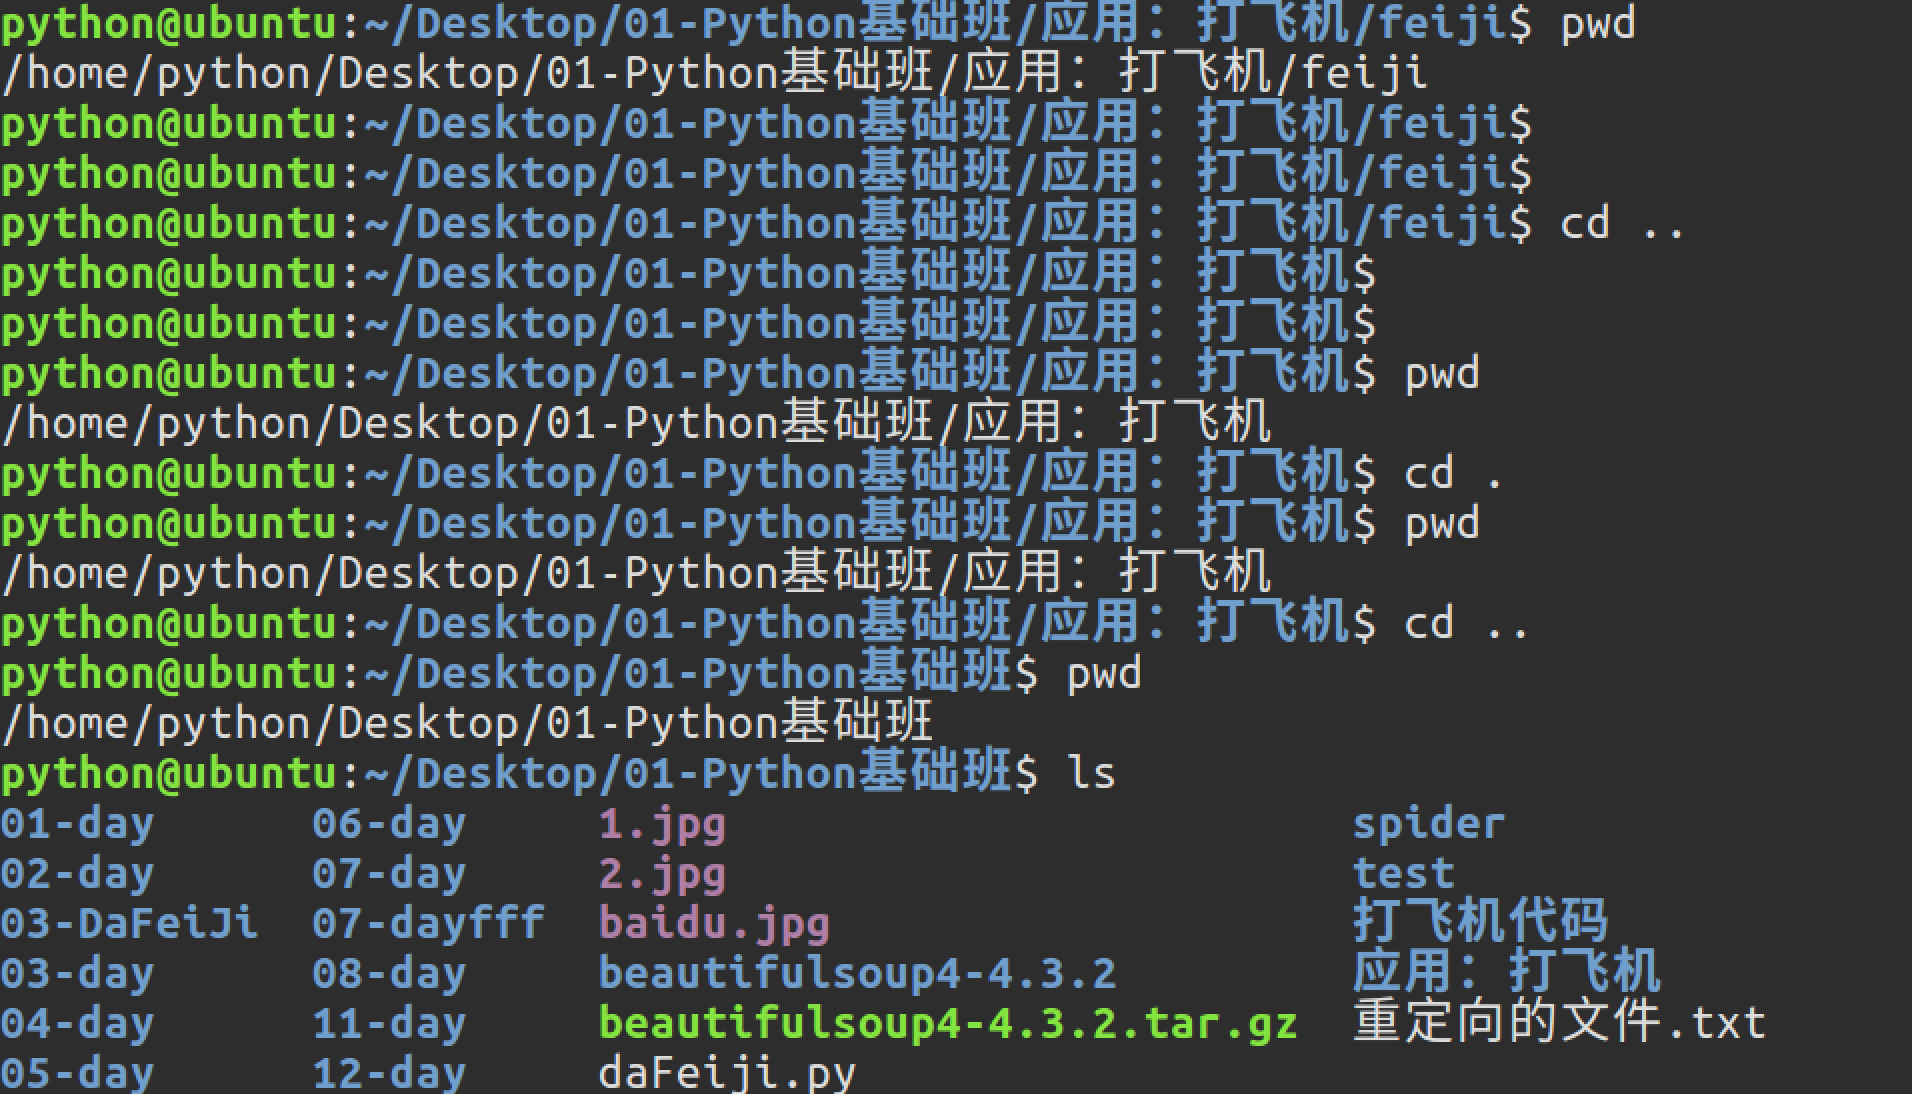 python@ubuntu:~/Desktop/01-Python基础班/应用：打飞机/feiji$ pwd
/home/python/Desktop/01-Python基础班/应用：打飞机/feiji
python@ubuntu:~/Desktop/01-Python基础班/应用：打飞机/feiji$
python@ubuntu:~/Desktop/01-Python基础班/应用：打飞机/feiji$
python@ubuntu:~/Desktop/01-Python基础班/应用：打飞机/feiji$ cd ..
python@ubuntu:~/Desktop/01-Python基础班/应用：打飞机$
python@ubuntu:~/Desktop/01-Python基础班/应用：打飞机$
python@ubuntu:~/Desktop/01-Python基础班/应用：打飞机$ pwd
/home/python/Desktop/01-Python基础班/应用：打飞机
python@ubuntu:~/Desktop/01-Python基础班/应用：打飞机$ cd .
python@ubuntu:~/Desktop/01-Python基础班/应用：打飞机$ pwd
/home/python/Desktop/01-Python基础班/应用：打飞机
python@ubuntu:~/Desktop/01-Python基础班/应用：打飞机$ cd ..
python@ubuntu:~/Desktop/01-Python基础班$ pwd
/home/python/Desktop/01-Python基础班
python@ubuntu:~/Desktop/01-Python基础班$ ls
01-day 06-day 1.jpg spider
02-day 07-day 2.jpg test
03-DaFeiJi 07-dayfff baidu.jpg 打飞机代码
03-day 08-day beautifulsoup4-4.3.2 应用：打飞机
04-day 11-day beautifulsoup4-4.3.2.tar.gz 重定向的文件.txt
05-day 12-day daFeiji.py